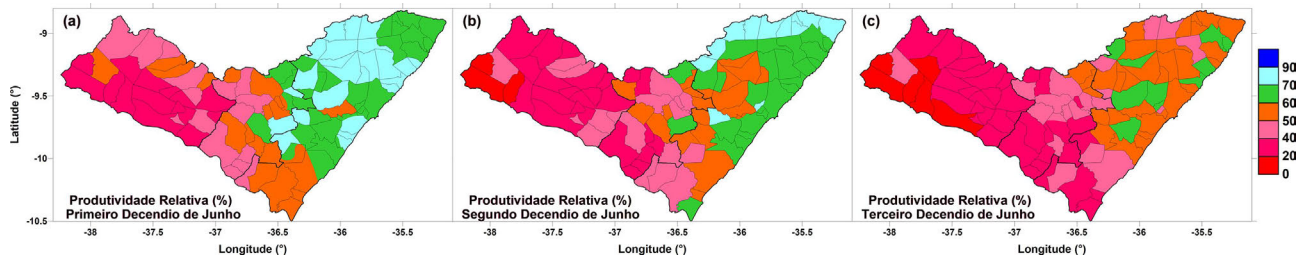 (a)
Produtividade Relativa (%)
Primeiro Decendio de Junho
(b)
Produtividade Relativa (%)
Segundo Decendio de Junho
(c)
Produtividade Relativa (%)
Terceiro Decendio de Junho
Latitude (°)
-9
-9.5
-10
-10.5
-38 -37.5 -37 -36.5 -36 -35.5
Longitude (°)
-38 -37.5 -37 -36.5 -36 -35.5
Longitude (°)
-38 -37.5 -37 -36.5 -36 -35.5
Longitude (°)
90
70
60
50
40
20
0